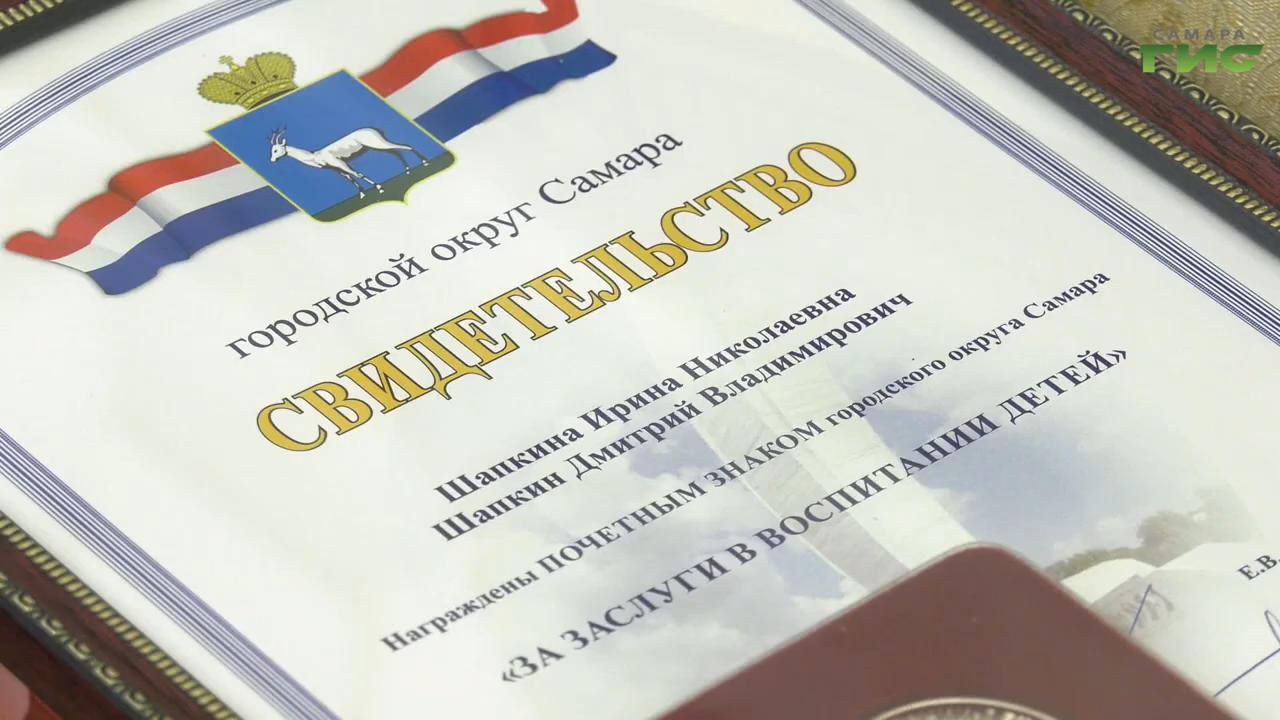 САМАРА
ГИС
городской округ Самара
СВИДЕТЕЛЬСТВО
Шапкина Ирина Николаевна
Шапкин Дмитрий Владимирович
Награждены ПОЧЕТНЫМ ЗНАКОМ городского округа Самара
«ЗА ЗАСЛУГИ В ВОСПИТАНИИ ДЕТЕЙ»
Е.В.